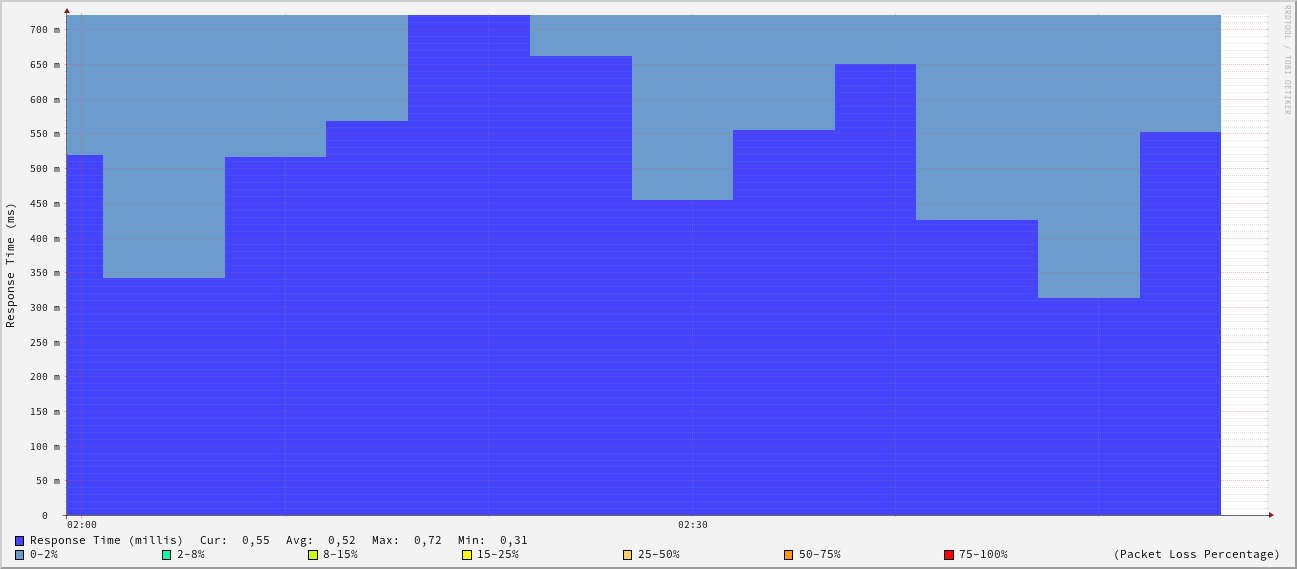 RRDTOOL / TOBI OETIKER
Response Time (ms)
700 m
650 m
600 m
550 m
500 m
450 m
400 m
350 m
300 m
250 m
200 m
150 m
100 m
50 m
0
02:00 02:30
Response Time (millis) Cur: 0,55 Avg: 0,52 Max: 0,72 Min: 0,31
0-2% 2-8% 8-15% 15-25% 25-50% 50-75% 75-100% (Packet Loss Percentage)